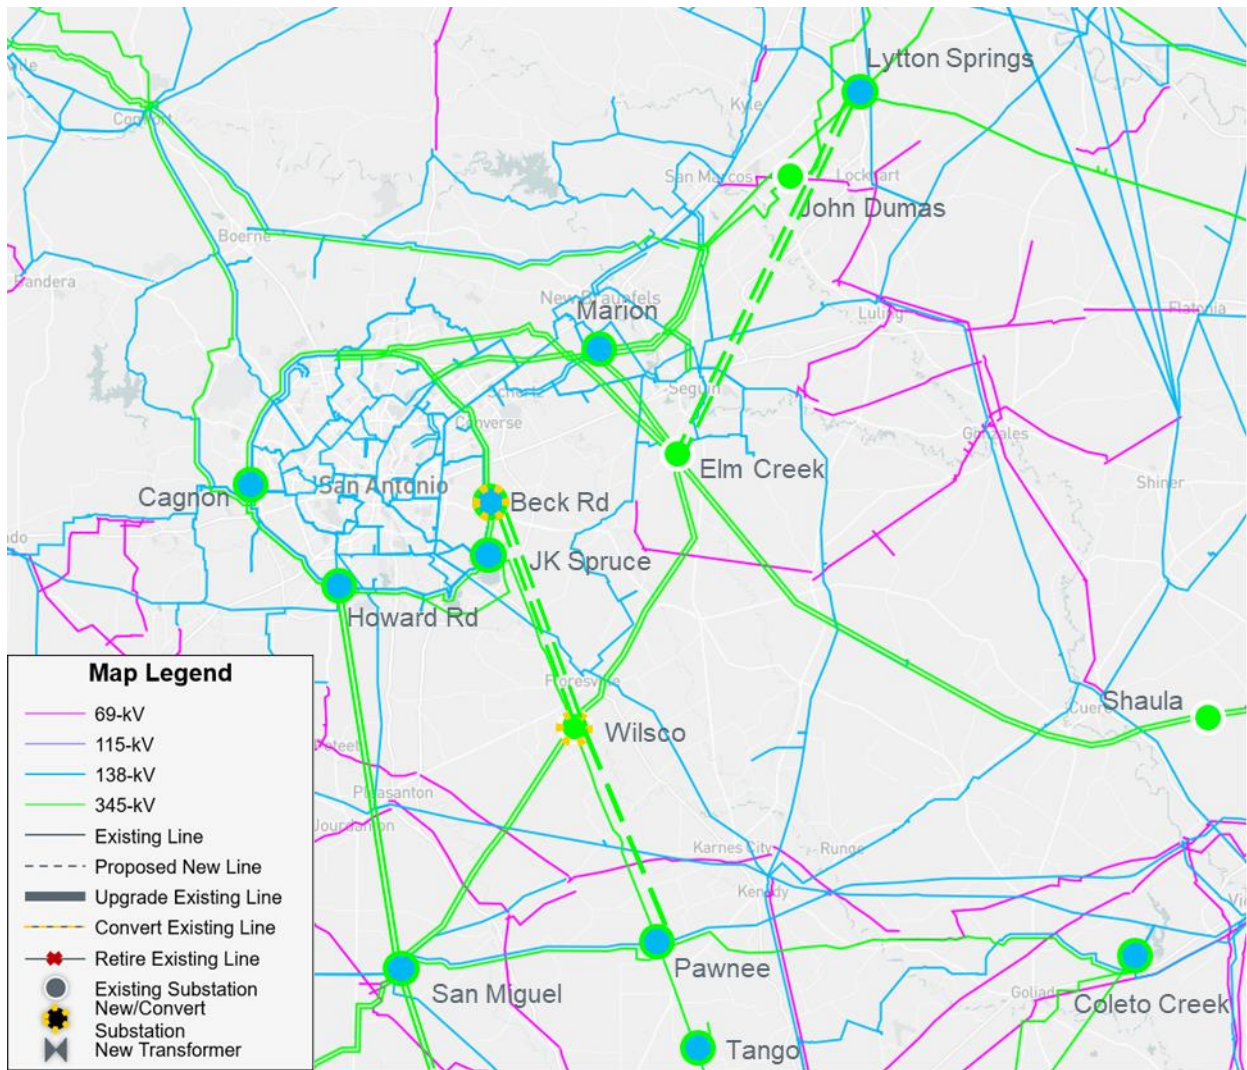 Lytton Springs
Kyle
Comfort
San Marcos
Lockhart
John Dumas
Boerne
Bandera
New Braunfels
Marion
Luling
Flatonia
Seguin
Schertz
Converse
Gonzales
Elm Creek
Shiner
Cagnon
San Antonio
Beck Rd
JK Spruce
Howard Rd
Floresville
Shaula
Cuero
Wilsco
Poteet
Pleasanton
Jourdanton
Karnes City
Runge
Kenedy
Pawnee
San Miguel
Goliad
Coleto Creek
Tango
Map Legend
69-kV
115-kV
138-kV
345-kV
Existing Line
Proposed New Line
Upgrade Existing Line
Convert Existing Line
Retire Existing Line
Existing Substation
New/Convert
Substation
New Transformer